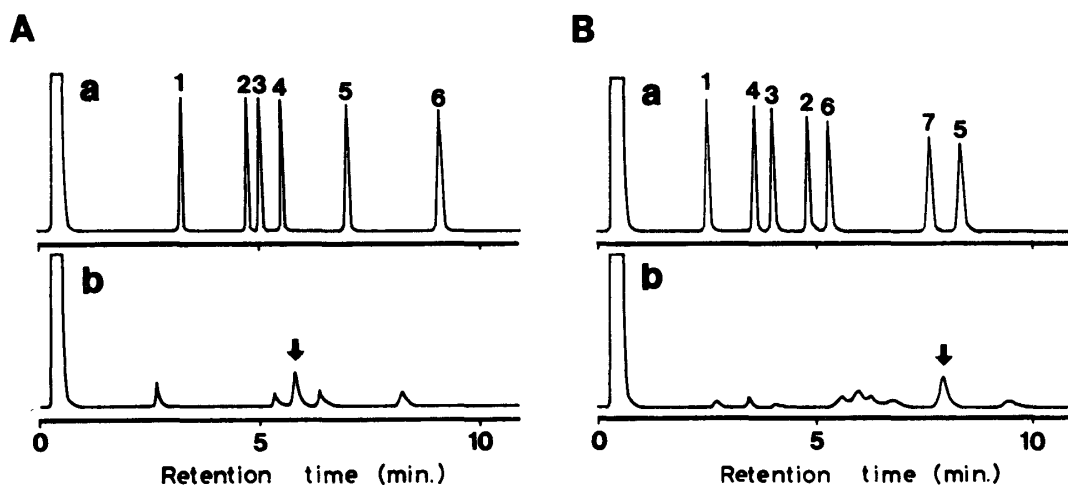 A
a
1 2 3 4 5 6
b
0 5 10
Retention time (min.)
B
a
1 4 3 2 6 7 5
b
0 5 10
Retention time (min.)